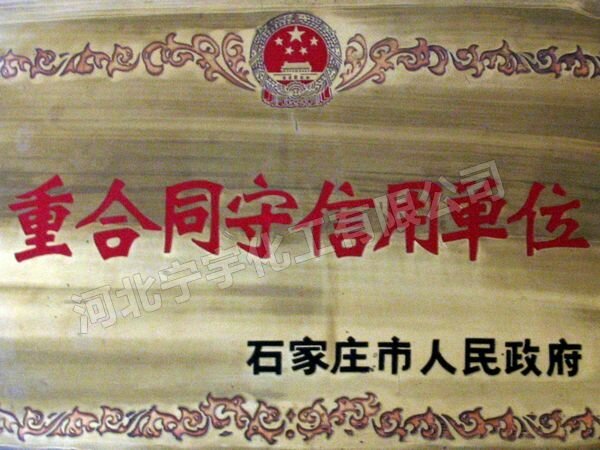 重合同守信用单位
河北宁宇化工有限公司
石家庄市人民政府